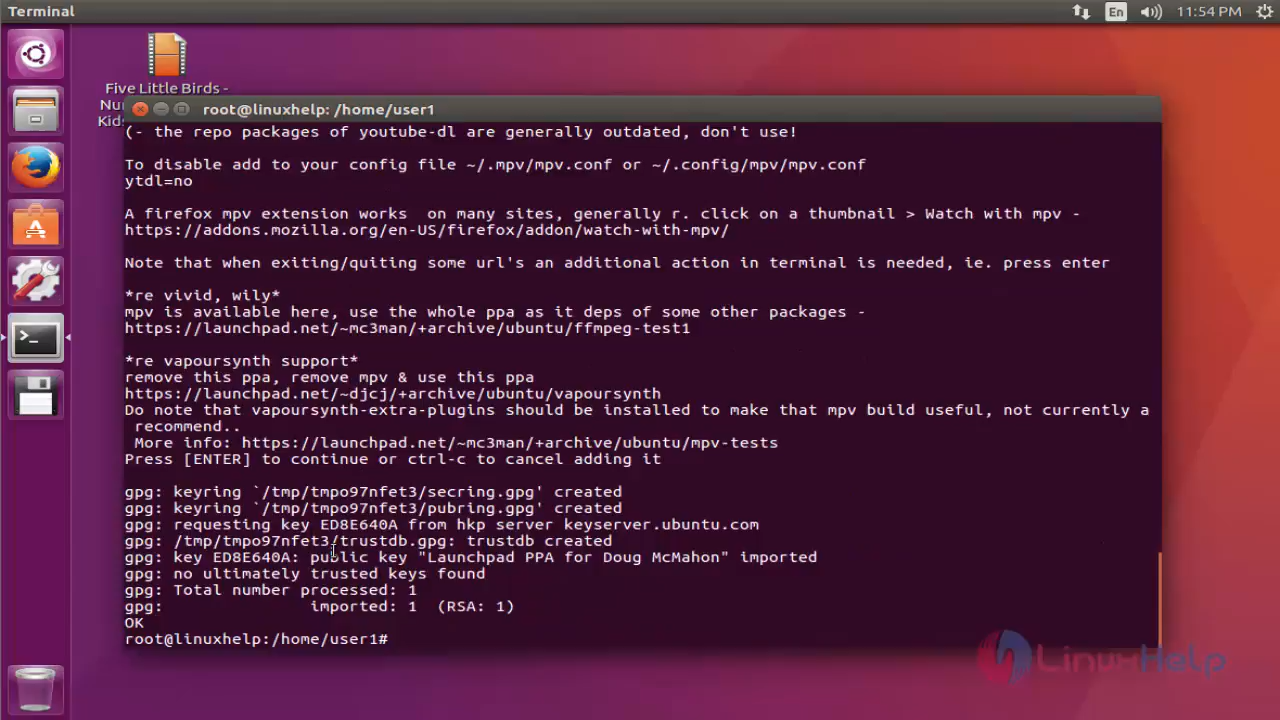 Terminal
En
11:54 PM
Five Little Birds -
Nu
Kids
root@linuxhelp: /home/user1
(- the repo packages of youtube-dl are generally outdated, don't use!
To disable add to your config file ~/.mpv/mpv.conf or ~/.config/mpv/mpv.conf
ytdl=no
A firefox mpv extension works  on many sites, generally r. click on a thumbnail > Watch with mpv -
https://addons.mozilla.org/en-US/firefox/addon/watch-with-mpv/
Note that when exiting/quiting some url's an additional action in terminal is needed, ie. press enter
*re vivid, wily*
mpv is available here, use the whole ppa as it deps of some other packages -
https://launchpad.net/~mc3man/+archive/ubuntu/ffmpeg-test1
*re vapoursynth support*
remove this ppa, remove mpv & use this ppa
https://launchpad.net/~djcj/+archive/ubuntu/vapoursynth
Do note that vapoursynth-extra-plugins should be installed to make that mpv build useful, not currently a
recommend..
More info: https://launchpad.net/~mc3man/+archive/ubuntu/mpv-tests
Press [ENTER] to continue or ctrl-c to cancel adding it
gpg: keyring `/tmp/tmpo97nfet3/secring.gpg' created
gpg: keyring `/tmp/tmpo97nfet3/pubring.gpg' created
gpg: requesting key ED8E640A from hkp server keyserver.ubuntu.com
gpg: /tmp/tmpo97nfet3/trustdb.gpg: trustdb created
gpg: key ED8E640A: public key "Launchpad PPA for Doug McMahon" imported
gpg: no ultimately trusted keys found
gpg: Total number processed: 1
gpg:               imported: 1  (RSA: 1)
OK
root@linuxhelp:/home/user1#
LinuxHelp